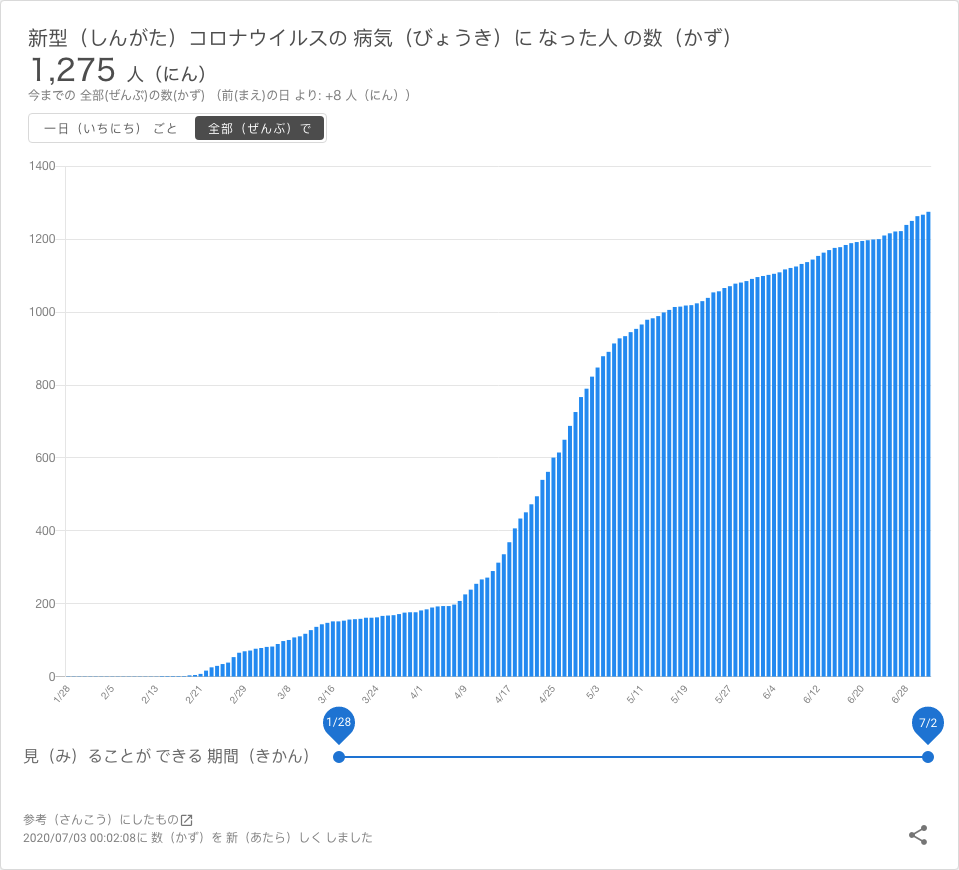 新型（しんがた）コロナウイルスの 病気（びょうき）に なった人 の数（かず）
1,275 人（にん）
今までの 全部(ぜんぶ)の数(かず) （前(まえ)の日 より: +8 人（にん））
一日（いちにち） ごと 全部（ぜんぶ）で
1400
1200
1000
800
600
400
200
0
1/28 2/5 2/13 2/21 2/29 3/8 3/16 3/24 4/1 4/9 4/17 4/25 5/3 5/11 5/19 5/27 6/4 6/12 6/20 6/28
1/28 7/2
見（み）ることが できる 期間（きかん）
参考（さんこう）にしたもの
2020/07/03 00:02:08に 数（かず）を 新（あたら）しく しました